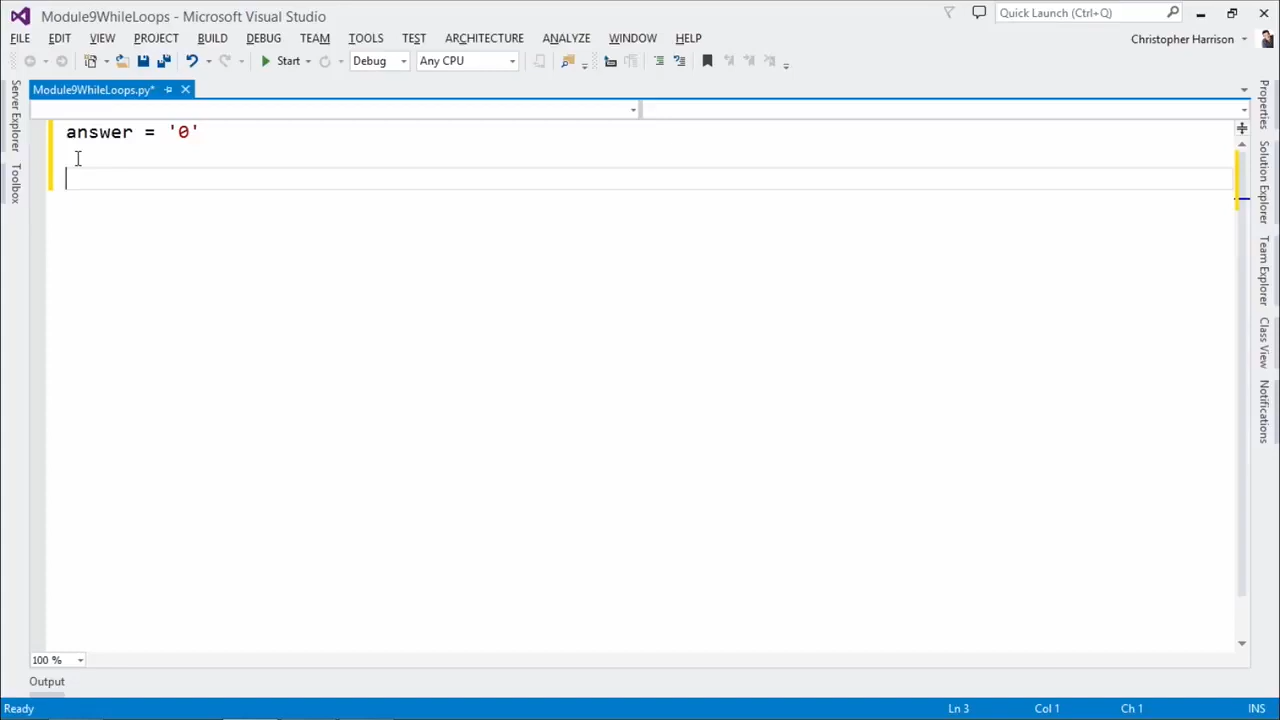 Module9WhileLoops - Microsoft Visual Studio
Quick Launch (Ctrl+Q)
FILE EDIT VIEW PROJECT BUILD DEBUG TEAM TOOLS TEST ARCHITECTURE ANALYZE WINDOW HELP
Christopher Harrison
Start Debug Any CPU
Module9WhileLoops.py*
answer = '0'
Server Explorer
Toolbox
Properties
Solution Explorer
Team Explorer
Class View
Notifications
100 %
Output
Ready Ln 3 Col 1 Ch 1 INS